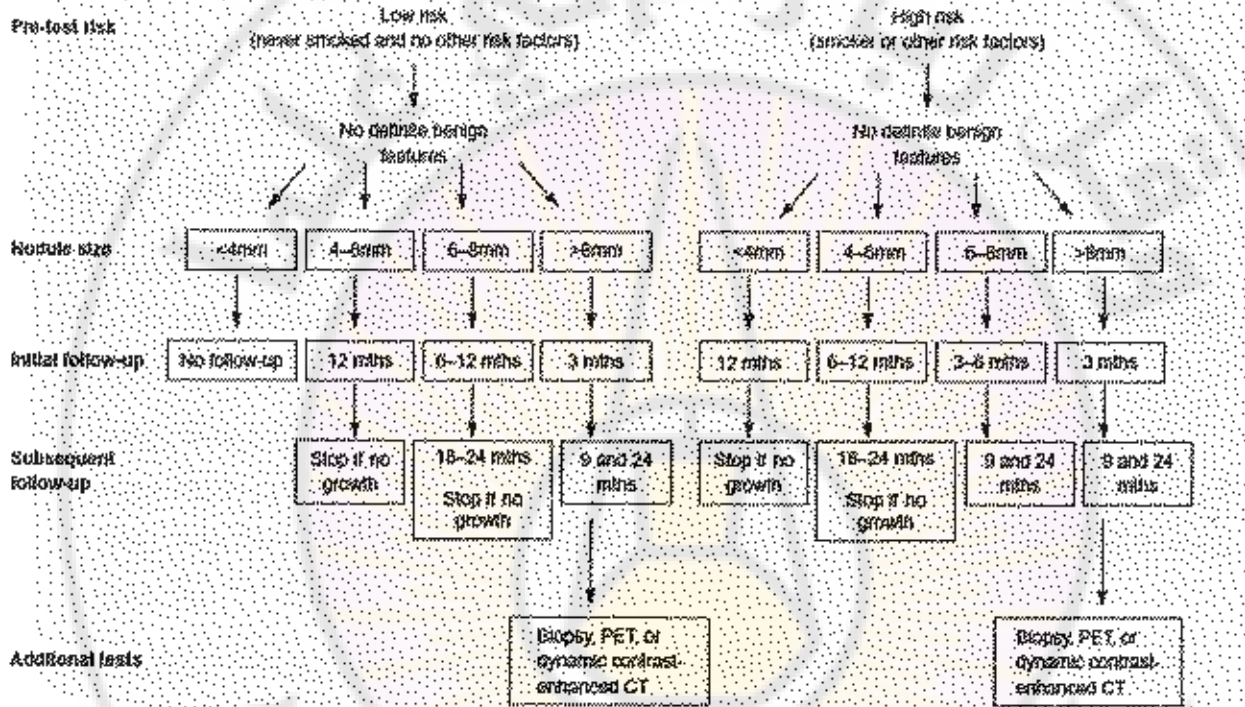 Pre-test risk
Low risk
(never smoked and no other risk factors)
High risk
(smoker or other risk factors)
No definite benign
features
No definite benign
features
Nodule size
<4mm
4–6mm
6–8mm
>8mm
<4mm
4–6mm
6–8mm
>8mm
Initial follow-up
No follow-up
12 mths
6–12 mths
3 mths
12 mths
6–12 mths
3–6 mths
3 mths
Subsequent
follow-up
Stop if no
growth
18–24 mths
Stop if no
growth
9 and 24
mths
Stop if no
growth
18–24 mths
Stop if no
growth
9 and 24
mths
9 and 24
mths
Additional tests
Biopsy, PET, or
dynamic contrast-
enhanced CT
Biopsy, PET, or
dynamic contrast-
enhanced CT